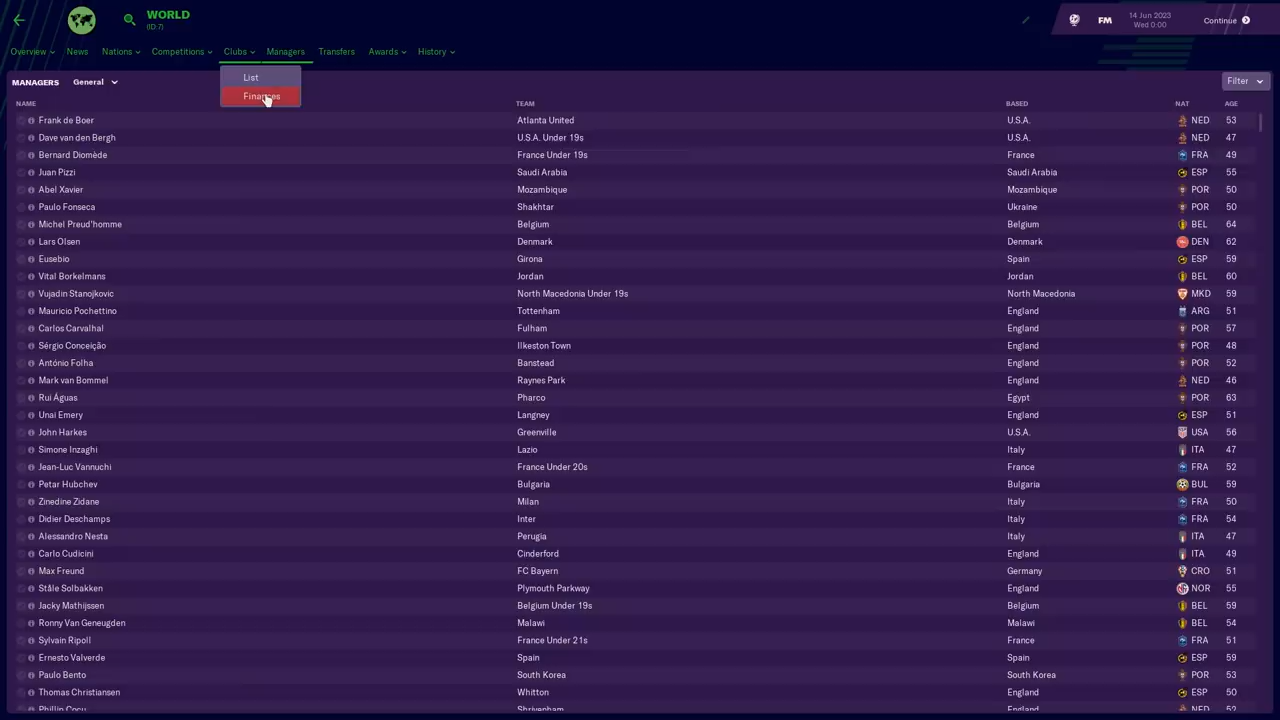 WORLD
(ID 7)
FM
14 Jun 2023
Wed 0:00
Continue
Overview News Nations Competitions Clubs Managers Transfers Awards History
MANAGERS General
List
Finances
Filter
NAME TEAM BASED NAT AGE
Frank de Boer Atlanta United U.S.A. NED 53
Dave van den Bergh U.S.A. Under 19s U.S.A. NED 47
Bernard Diomède France Under 19s France FRA 49
Juan Pizzi Saudi Arabia Saudi Arabia ESP 55
Abel Xavier Mozambique Mozambique POR 50
Paulo Fonseca Shakhtar Ukraine POR 50
Michel Preud'homme Belgium Belgium BEL 64
Lars Olsen Denmark Denmark DEN 62
Eusebio Girona Spain ESP 59
Vital Borkelmans Jordan Jordan BEL 60
Vujadin Stanojkovic North Macedonia Under 19s North Macedonia MKD 59
Mauricio Pochettino Tottenham England ARG 51
Carlos Carvalhal Fulham England POR 57
Sérgio Conceição Ilkeston Town England POR 48
António Folha Banstead England POR 52
Mark van Bommel Raynes Park England NED 46
Rui Águas Pharco Egypt POR 63
Unai Emery Langney England ESP 51
John Harkes Greenville U.S.A. USA 56
Simone Inzaghi Lazio Italy ITA 47
Jean-Luc Vannuchi France Under 20s France FRA 52
Petar Hubchev Bulgaria Bulgaria BUL 59
Zinedine Zidane Milan Italy FRA 50
Didier Deschamps Inter Italy FRA 54
Alessandro Nesta Perugia Italy ITA 47
Carlo Cudicini Cinderford England ITA 49
Max Freund FC Bayern Germany CRO 51
Ståle Solbakken Plymouth Parkway England NOR 55
Jacky Mathijssen Belgium Under 19s Belgium BEL 59
Ronny Van Geneugden Malawi Malawi BEL 54
Sylvain Ripoll France Under 21s France FRA 51
Ernesto Valverde Spain Spain ESP 59
Paulo Bento South Korea South Korea POR 53
Thomas Christiansen Whitton England ESP 50
Phillip Cocu Shrivenham England NED 52